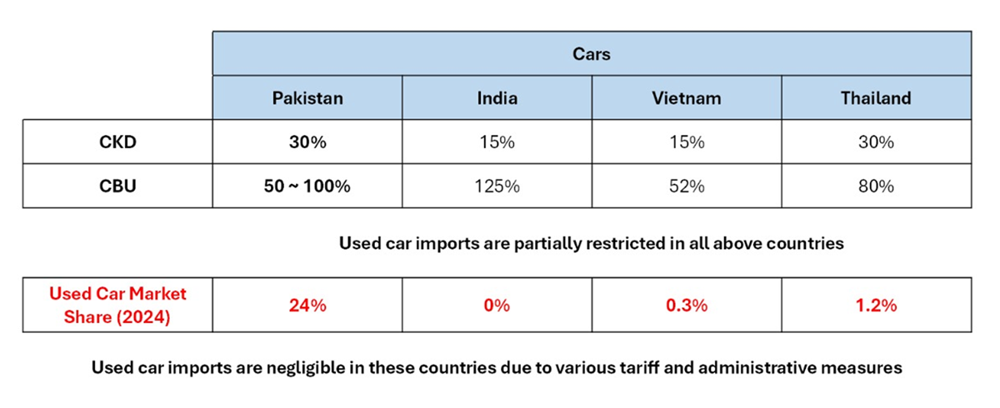 Cars
Pakistan India Vietnam Thailand
CKD 30% 15% 15% 30%
CBU 50 ~ 100% 125% 52% 80%
Used car imports are partially restricted in all above countries
Used Car Market
Share (2024) 24% 0% 0.3% 1.2%
Used car imports are negligible in these countries due to various tariff and administrative measures